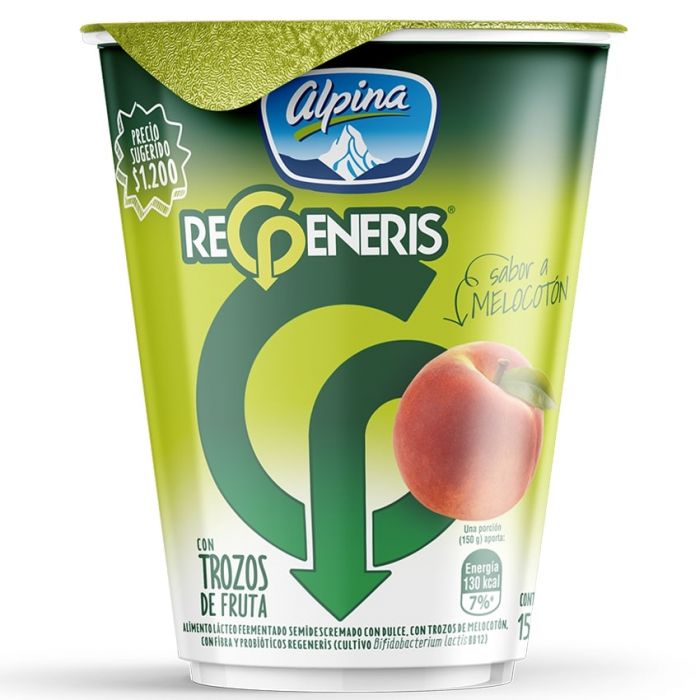 alpina
PRECIO
SUGERIDO
$1.200
REGENERIS®
sabor a
MELOCOTÓN
Una porción
(150 g) aporta:
Energía
130 kcal
7%*
CON
TROZOS
DE FRUTA
CONT
15
ALIMENTO LÁCTEO FERMENTADO SEMIDESCREMADO CON DULCE, CON TROZOS DE MELOCOTÓN,
CON FIBRA Y PROBIÓTICOS REGENERIS (CULTIVO Bifidobacterium lactis BB12)